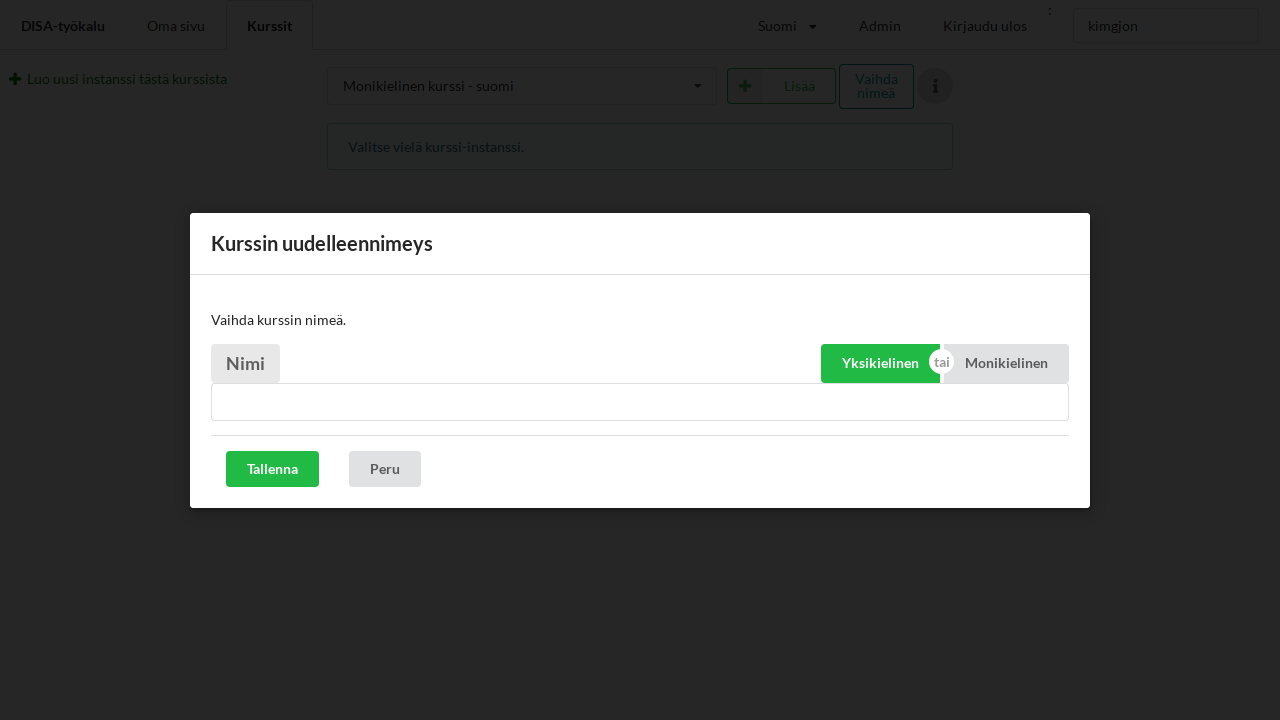 DISA-työkalu Oma sivu Kurssit Suomi Admin Kirjaudu ulos : kimgjon
Luo uusi instanssi tästä kurssista
Monikielinen kurssi - suomi Lisää Vaihda nimeä
Valitse vielä kurssi-instanssi.
Kurssin uudelleennimeys
Vaihda kurssin nimeä.
Nimi Yksikielinen tai Monikielinen
Tallenna Peru